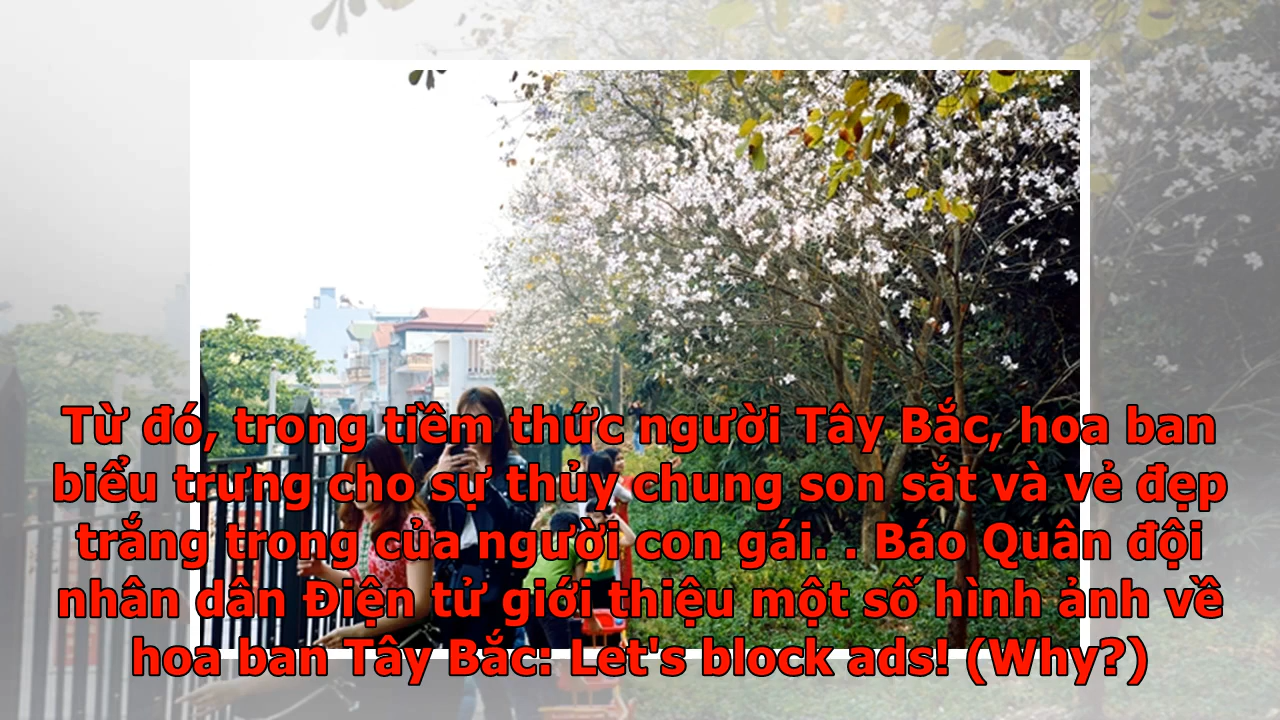 Từ đó, trong tiềm thức người Tây Bắc, hoa ban
biểu trưng cho sự thủy chung son sắt và vẻ đẹp
trắng trong của người con gái. . Báo Quân đội
nhân dân Điện tử giới thiệu một số hình ảnh về
hoa ban Tây Bắc: Let's block ads! (Why?)